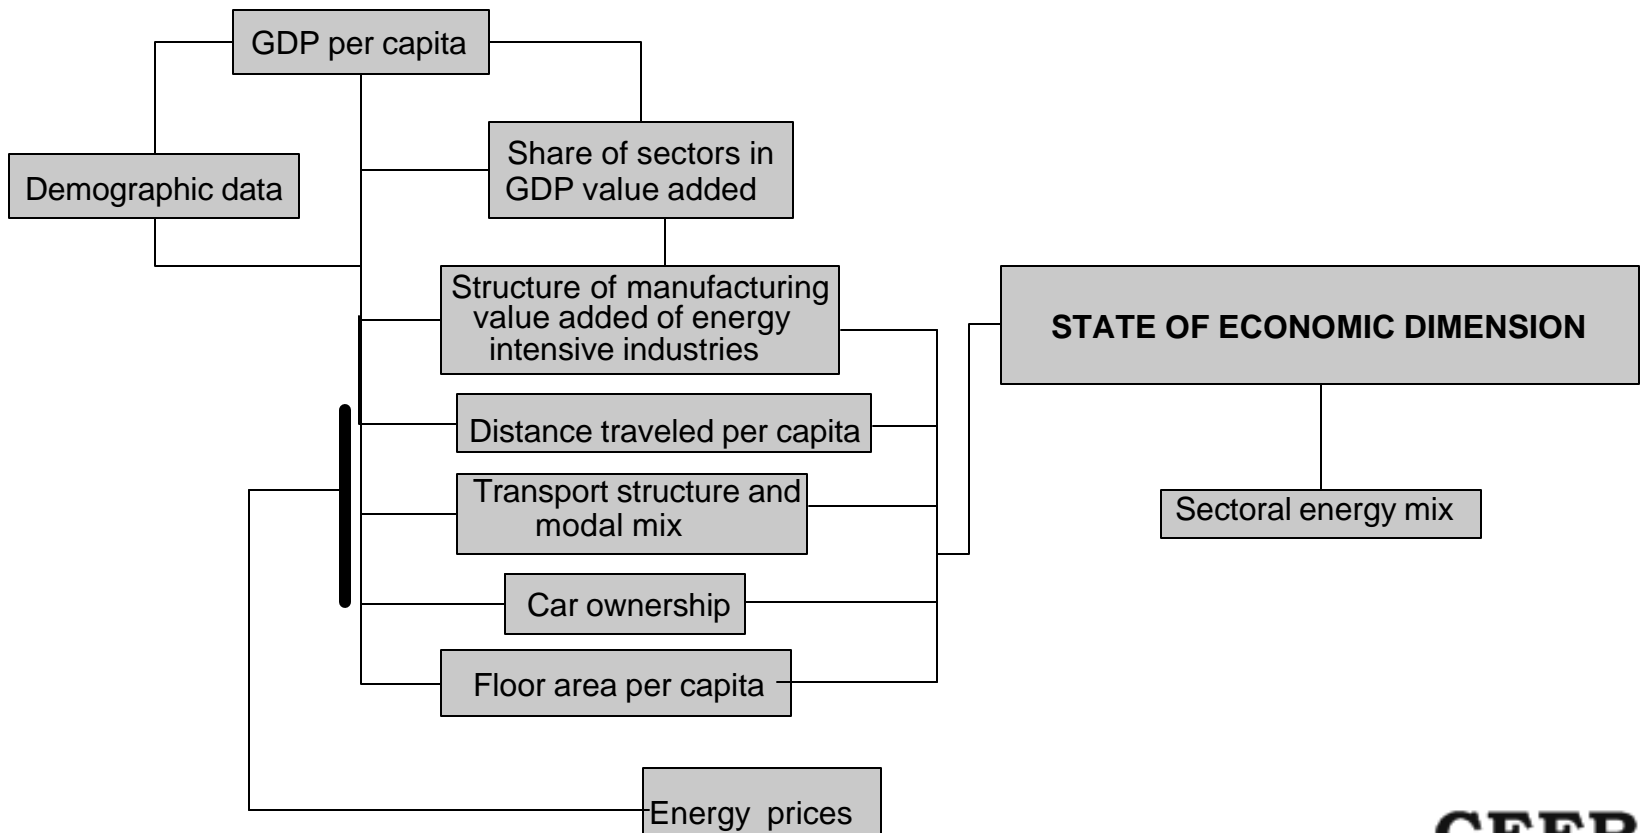 GDP per capita
Share of sectors in
GDP value added
Demographic data
Structure of manufacturing
value added of energy
intensive industries
STATE OF ECONOMIC DIMENSION
Distance traveled per capita
Transport structure and
modal mix
Sectoral energy mix
Car ownership
Floor area per capita
Energy prices